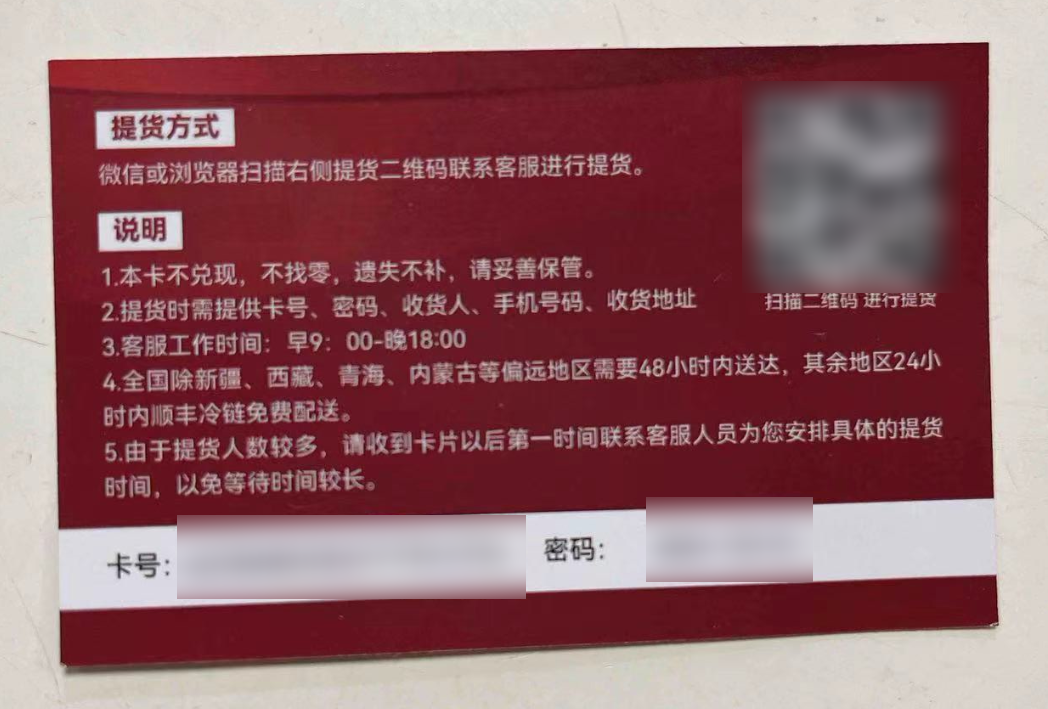 提货方式
微信或浏览器扫描右侧提货二维码联系客服进行提货。
说明
1.本卡不兑现，不找零，遗失不补，请妥善保管。
2.提货时需提供卡号、密码、收货人、手机号码、收货地址
扫描二维码 进行提货
3.客服工作时间：早9：00-晚18:00
4.全国除新疆、西藏、青海、内蒙古等偏远地区需要48小时内送达，其余地区24小
时内顺丰冷链免费配送。
5.由于提货人数较多，请收到卡片以后第一时间联系客服人员为您安排具体的提货
时间，以免等待时间较长。
卡号： 密码：